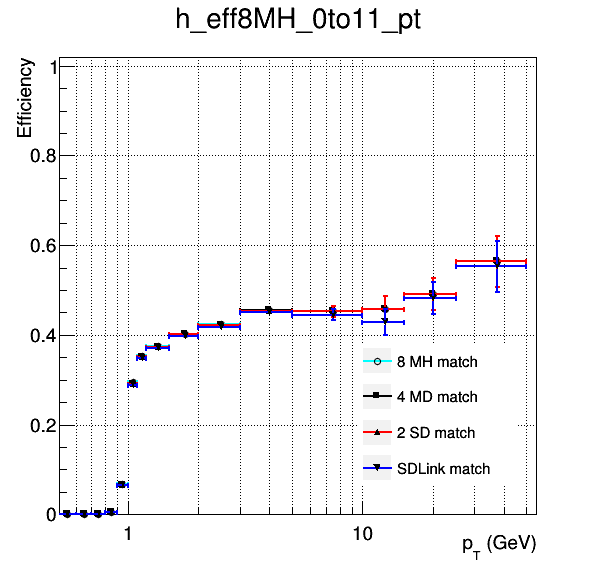 h_eff8MH_0to11_pt
Efficiency
1
0.8
0.6
0.4
0.2
0
8 MH match
4 MD match
2 SD match
SDLink match
1
10
p_T (GeV)